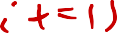 i + = 1)